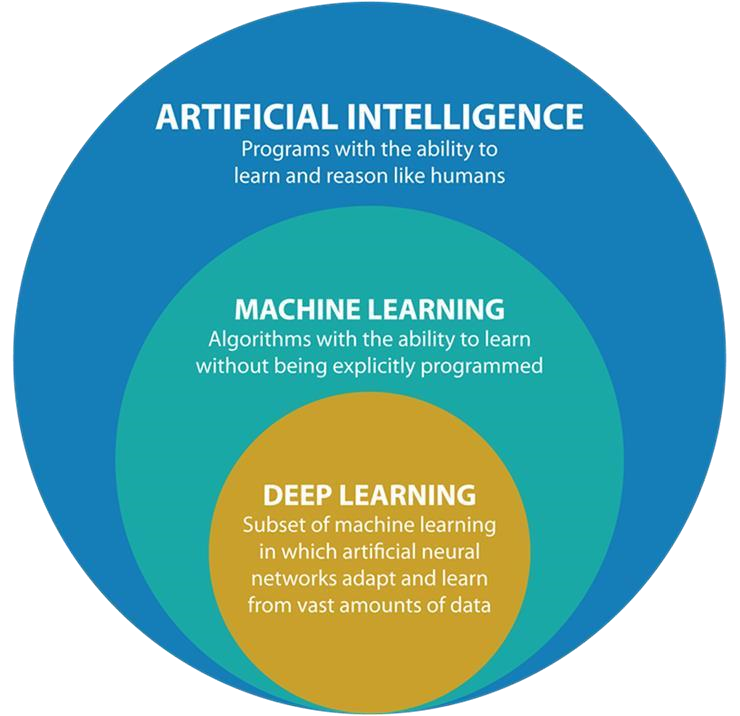 ARTIFICIAL INTELLIGENCE
Programs with the ability to
learn and reason like humans
MACHINE LEARNING
Algorithms with the ability to learn
without being explicitly programmed
DEEP LEARNING
Subset of machine learning
in which artificial neural
networks adapt and learn
from vast amounts of data